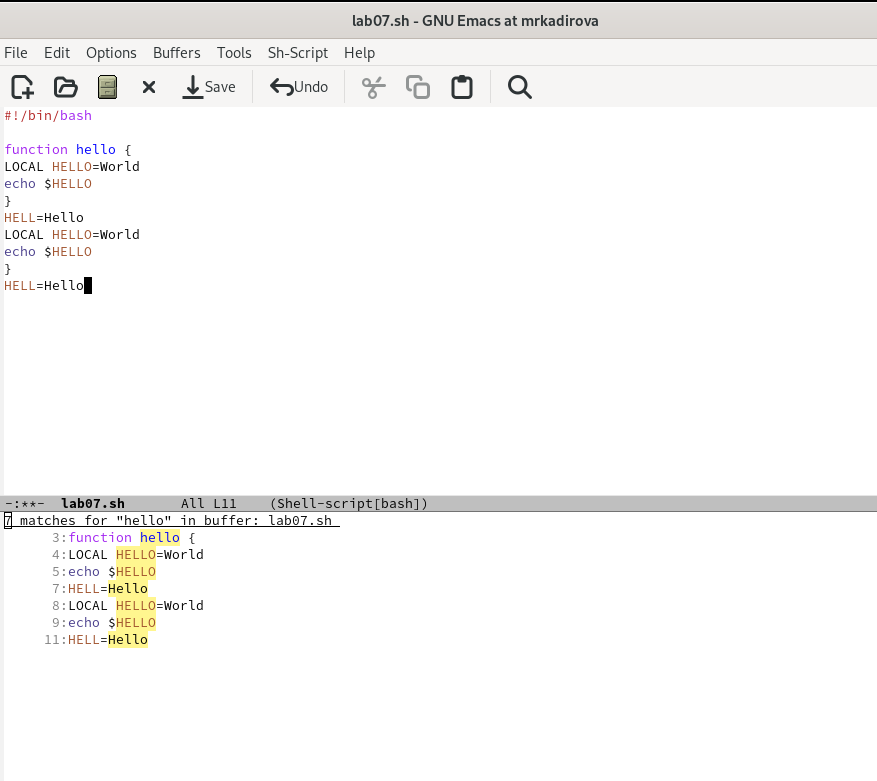 lab07.sh - GNU Emacs at mrkadirova
File Edit Options Buffers Tools Sh-Script Help
Save Undo
#!/bin/bash
function hello {
LOCAL HELLO=World
echo $HELLO
}
HELL=Hello
LOCAL HELLO=World
echo $HELLO
}
HELL=Hello
-:**- lab07.sh All L11 (Shell-script[bash])
7 matches for "hello" in buffer: lab07.sh
3:function hello {
4:LOCAL HELLO=World
5:echo $HELLO
7:HELL=Hello
8:LOCAL HELLO=World
9:echo $HELLO
11:HELL=Hello